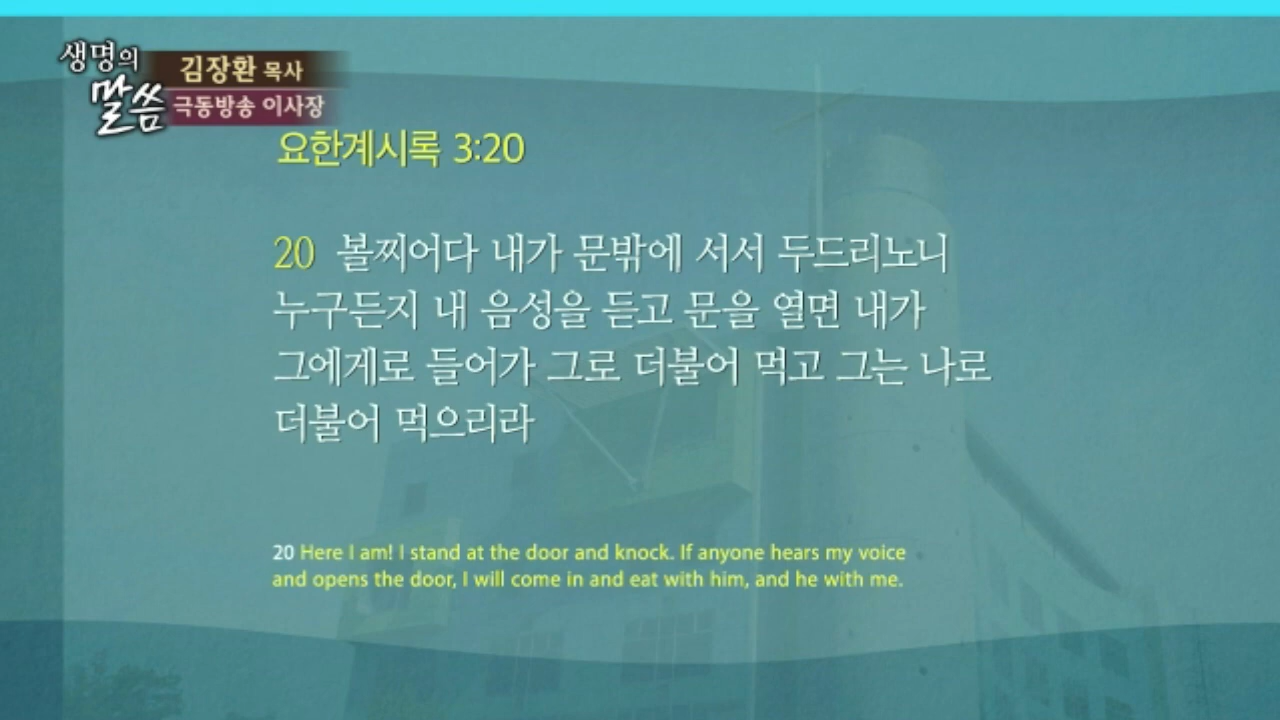 생명의
말씀
김장환 목사
극동방송 이사장
요한계시록 3:20
20 볼찌어다 내가 문밖에 서서 두드리노니
누구든지 내 음성을 듣고 문을 열면 내가
그에게로 들어가 그로 더불어 먹고 그는 나로
더불어 먹으리라
20 Here I am! I stand at the door and knock. If anyone hears my voice
and opens the door, I will come in and eat with him, and he with me.